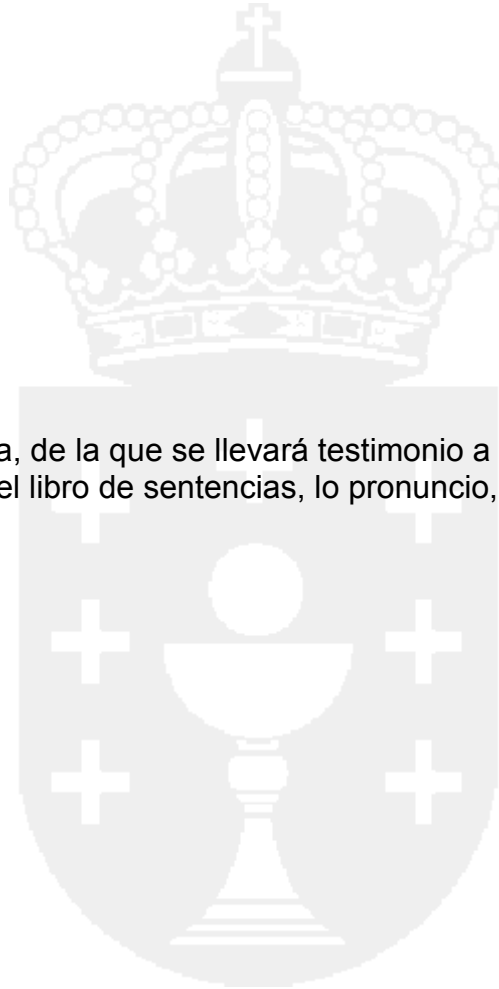 a, de la que se llevará testimonio a
el libro de sentencias, lo pronuncio,